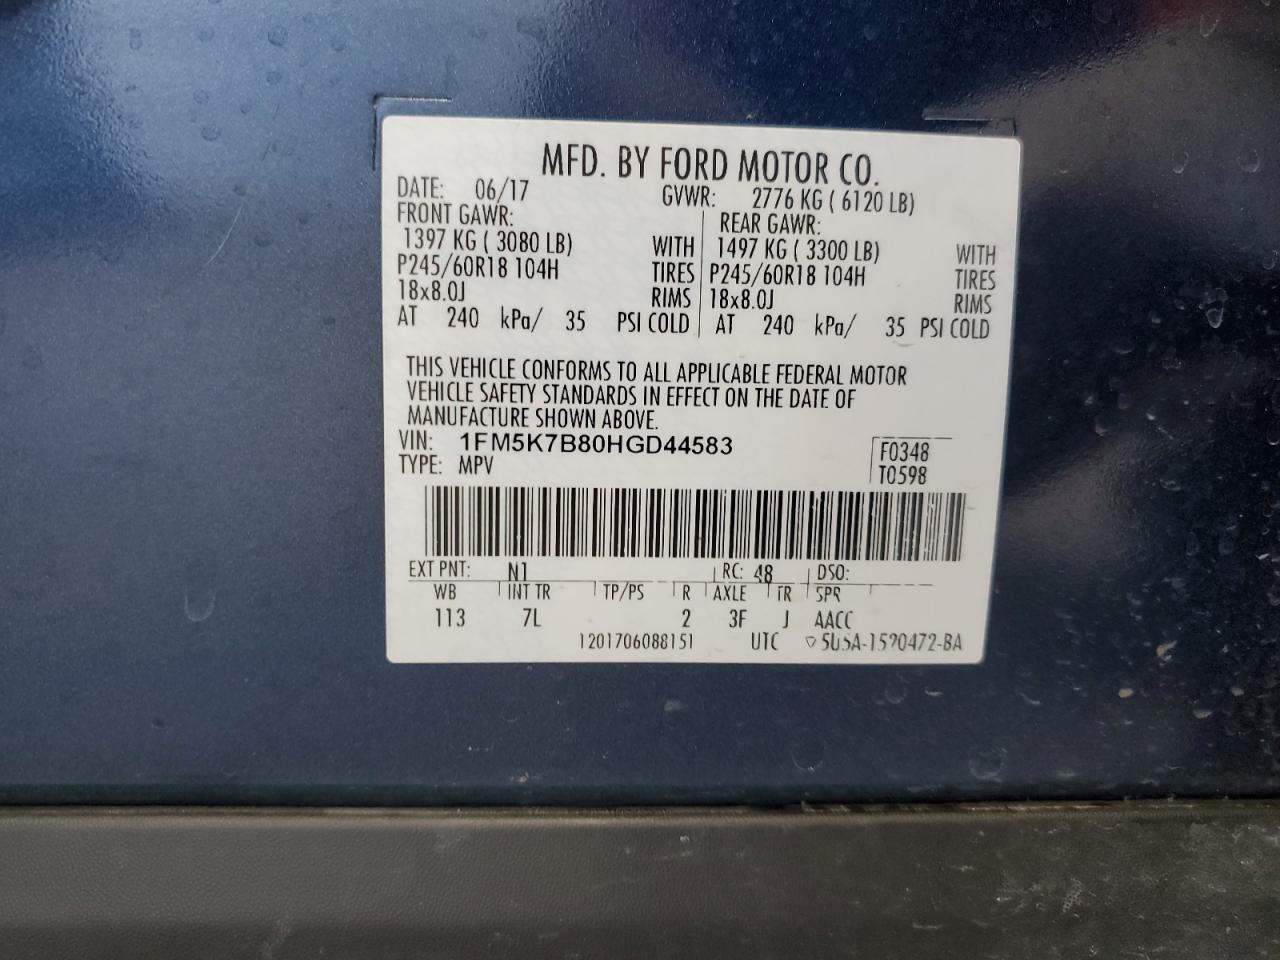 MFD. BY FORD MOTOR CO.
DATE: 06/17 GVWR: 2776 KG ( 6120 LB)
FRONT GAWR: REAR GAWR:
1397 KG ( 3080 LB) WITH 1497 KG ( 3300 LB) WITH
P245/60R18 104H TIRES P245/60R18 104H TIRES
18x8.0J RIMS 18x8.0J RIMS
AT 240 kPa/ 35 PSI COLD AT 240 kPa/ 35 PSI COLD
THIS VEHICLE CONFORMS TO ALL APPLICABLE FEDERAL MOTOR
VEHICLE SAFETY STANDARDS IN EFFECT ON THE DATE OF
MANUFACTURE SHOWN ABOVE.
VIN: 1FM5K7B80HGD44583 F0348
TYPE: MPV T0598
EXT PNT: N1 RC: 48 DSO:
WB INT TR TP/PS R AXLE TR SPR
113 7L 2 3F J AACC
1201706088151 UTC 5U5A-1520472-BA